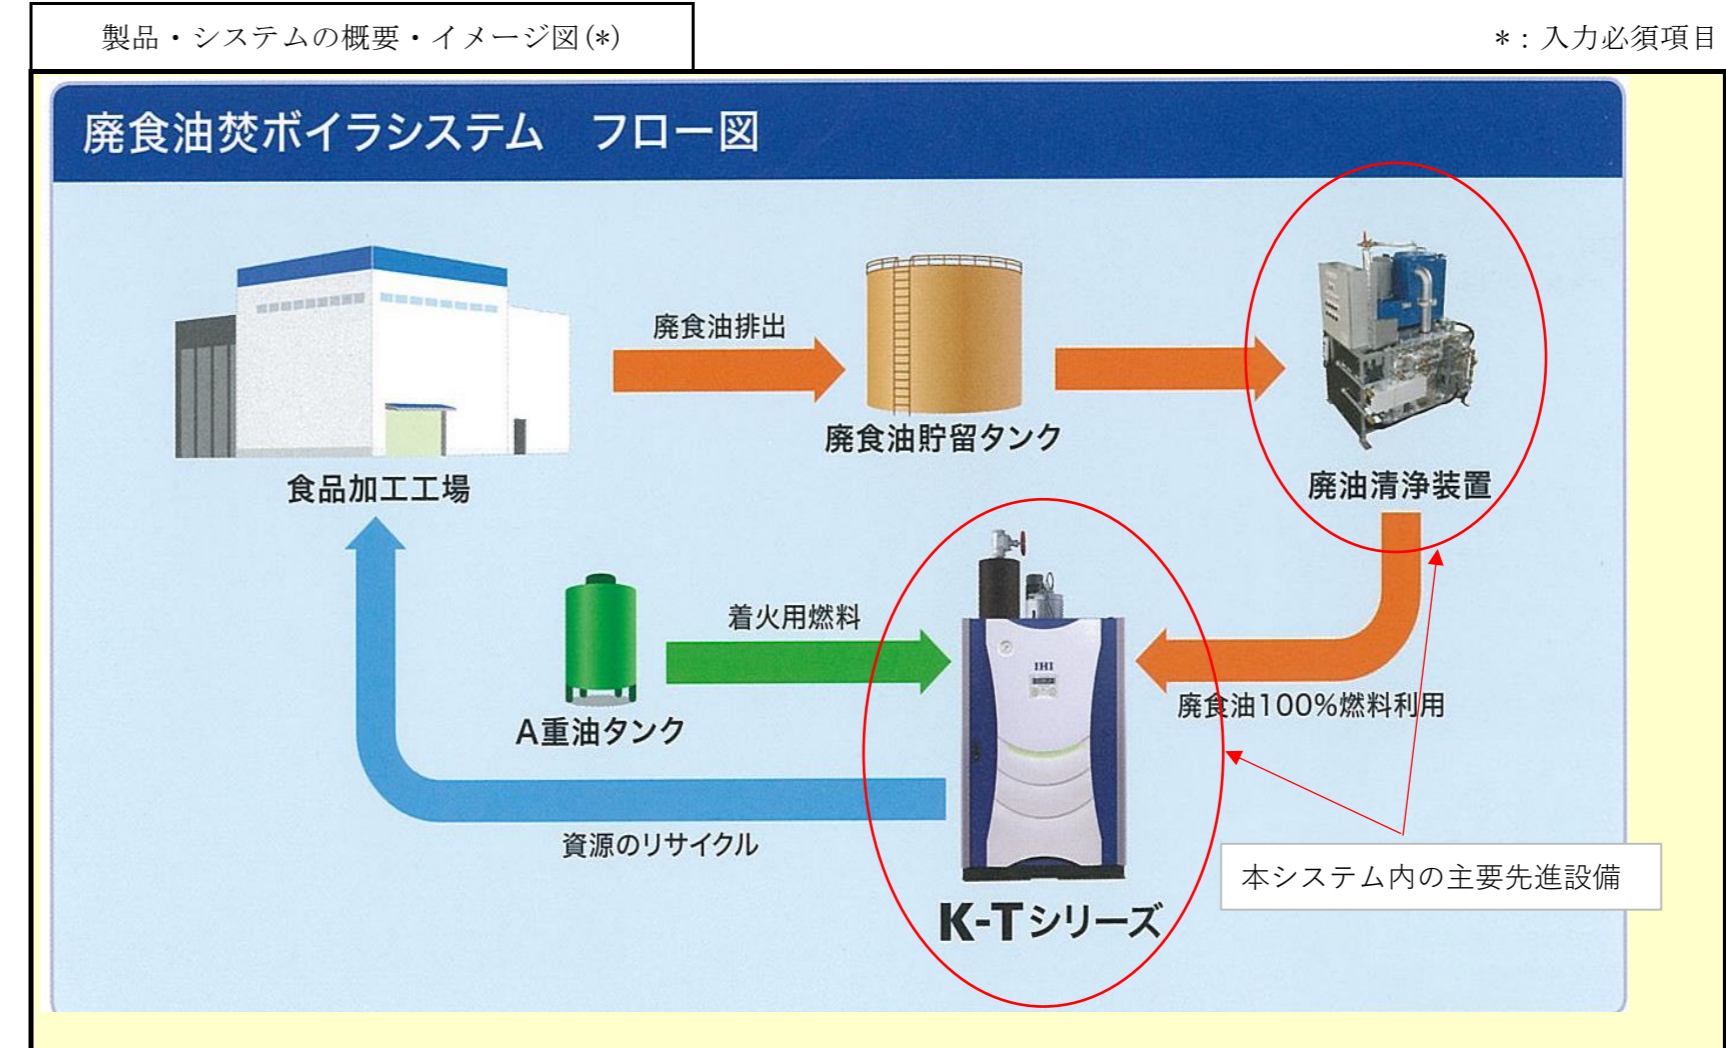 製品・システムの概要・イメージ図(*)
*：入力必須項目
廃食油焚ボイラシステム　フロー図
廃食油排出
廃食油貯留タンク
食品加工工場
廃油清浄装置
着火用燃料
IHI
A重油タンク
廃食油100%燃料利用
資源のリサイクル
本システム内の主要先進設備
K-Tシリーズ